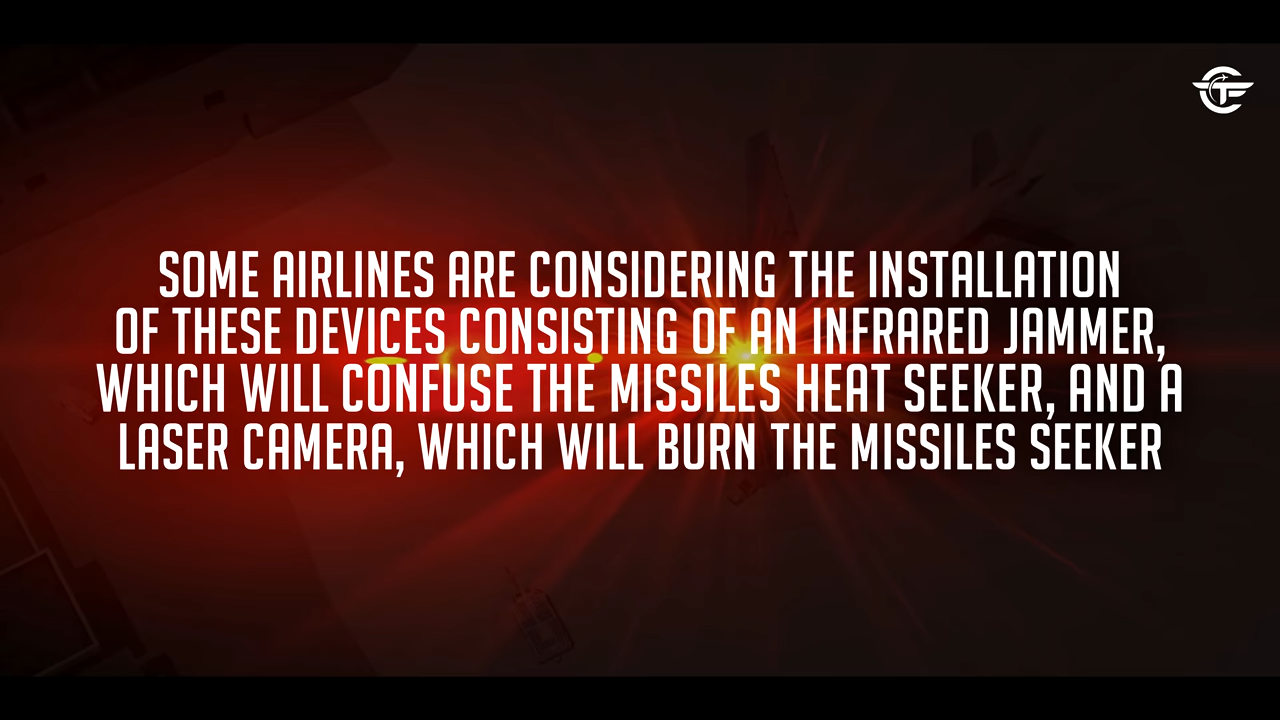 SOME AIRLINES ARE CONSIDERING THE INSTALLATION
OF THESE DEVICES CONSISTING OF AN INFRARED JAMMER,
WHICH WILL CONFUSE THE MISSILES HEAT SEEKER, AND A
LASER CAMERA, WHICH WILL BURN THE MISSILES SEEKER